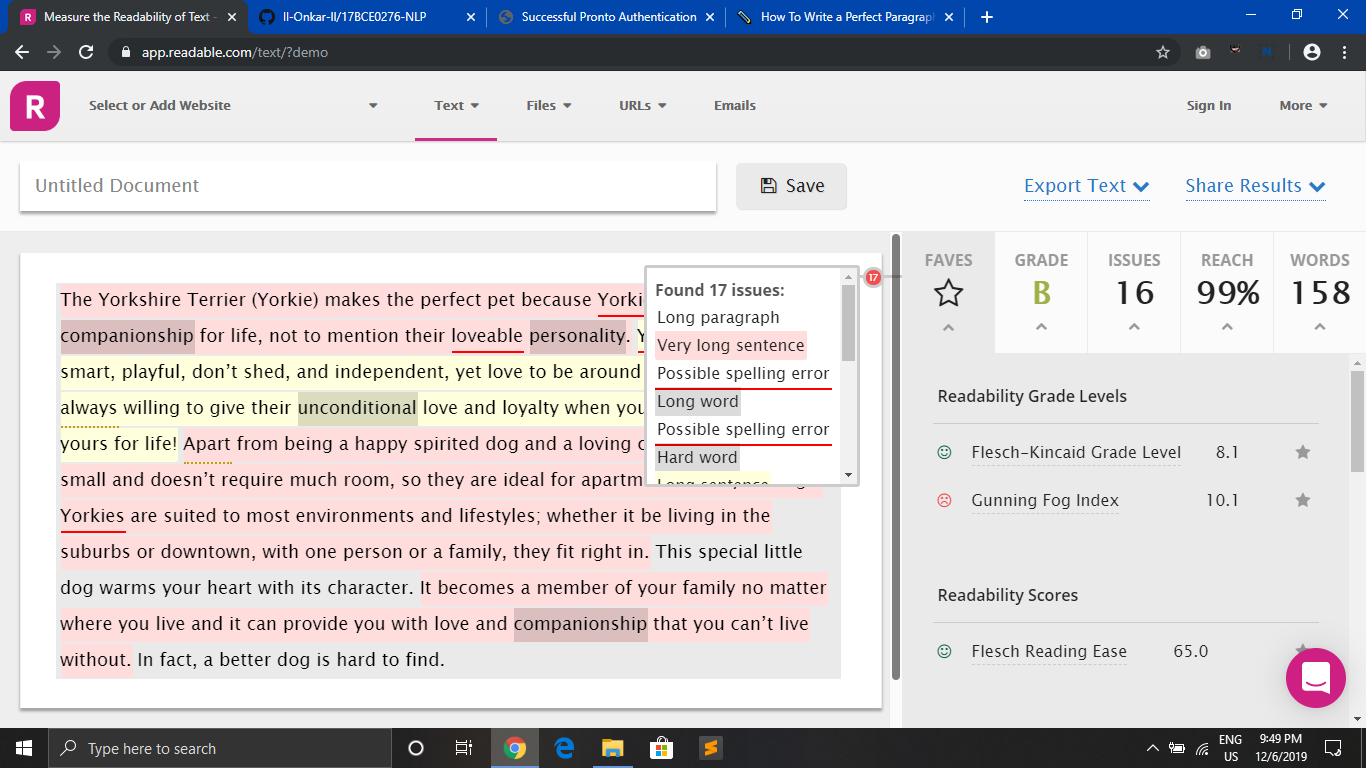 Measure the Readability of Text -
II-Onkar-II/17BCE0276-NLP
Successful Pronto Authentication
How To Write a Perfect Paragraph
app.readable.com/text/?demo
R
Select or Add Website
Text
Files
URLs
Emails
Sign In
More
Untitled Document
Save
Export Text
Share Results
The Yorkshire Terrier (Yorkie) makes the perfect pet because
companionship for life, not to mention their loveable personality.
smart, playful, don’t shed, and independent, yet love to be around
always willing to give their unconditional love and loyalty when
yours for life! Apart from being a happy spirited dog and a loving
small and doesn’t require much room, so they are ideal for
Yorkies are suited to most environments and lifestyles; whether it be living in the
suburbs or downtown, with one person or a family, they fit right in. This special little
dog warms your heart with its character. It becomes a member of your family no matter
where you live and it can provide you with love and companionship that you can’t live
without. In fact, a better dog is hard to find.
Found 17 issues:
Long paragraph
Very long sentence
Possible spelling error
Long word
Possible spelling error
Hard word
Long sentence
17
FAVES
GRADE
B
ISSUES
16
REACH
99%
WORDS
158
Readability Grade Levels
Flesch-Kincaid Grade Level 8.1
Gunning Fog Index 10.1
Readability Scores
Flesch Reading Ease 65.0
Type here to search
ENG
US
9:49 PM
12/6/2019